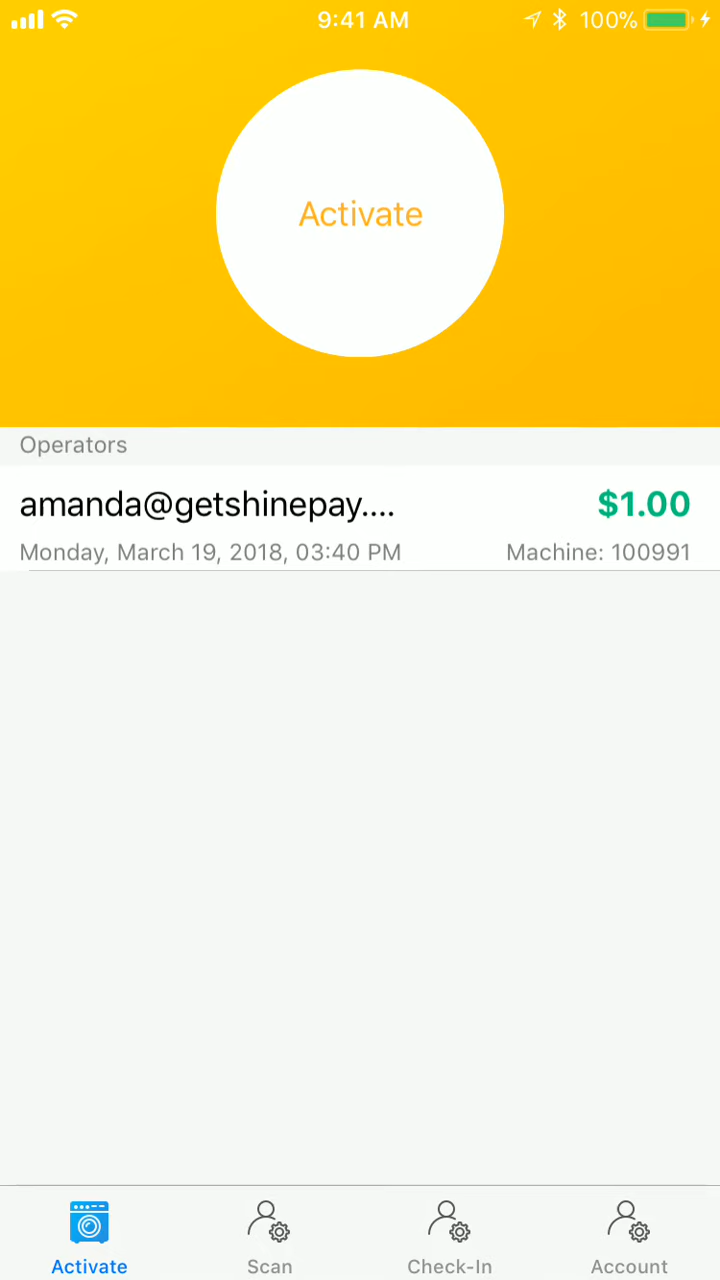 9:41 AM 100%
Activate
Operators
amanda@getshinepay.... $1.00
Monday, March 19, 2018, 03:40 PM Machine: 100991
Activate Scan Check-In Account